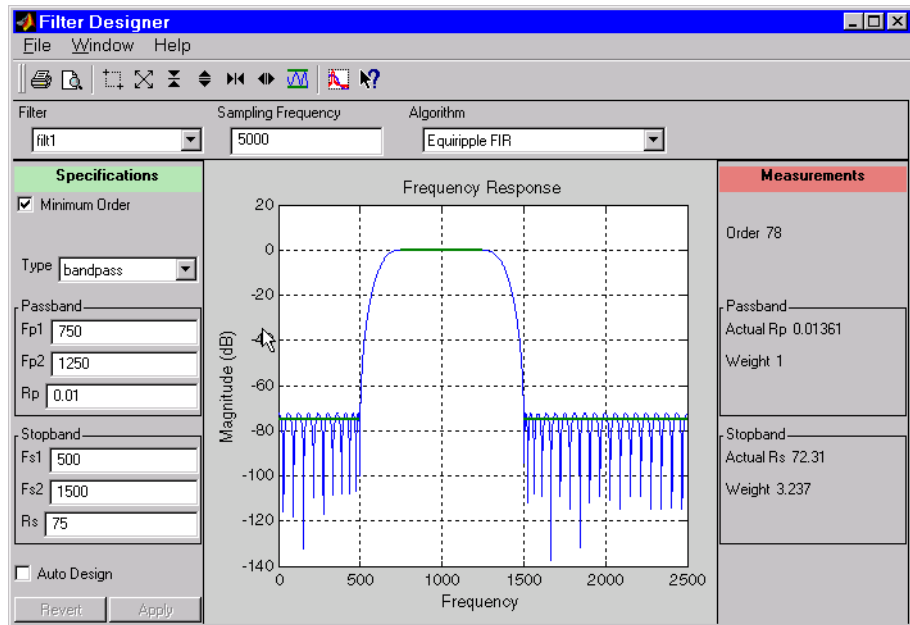 Filter Designer
File Window Help
Filter Sampling Frequency Algorithm
filt1 5000 Equiripple FIR
Specifications
Minimum Order
Type bandpass
Passband
Fp1 750
Fp2 1250
Rp 0.01
Stopband
Fs1 500
Fs2 1500
Rs 75
Auto Design
Revert Apply
Frequency Response
Magnitude (dB)
20
0
-20
-40
-60
-80
-100
-120
-140
0 500 1000 1500 2000 2500
Frequency
Measurements
Order 78
Passband
Actual Rp 0.01361
Weight 1
Stopband
Actual Rs 72.31
Weight 3.237